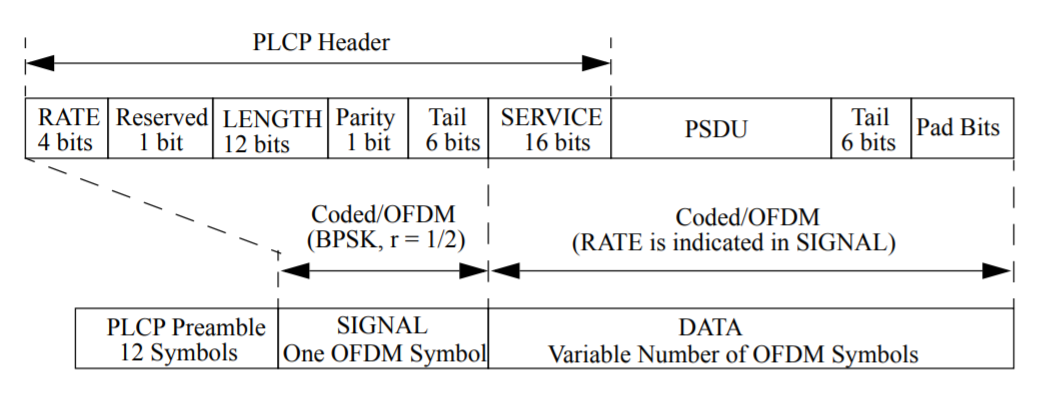 PLCP Header
RATE Reserved LENGTH Parity Tail SERVICE PSDU Tail Pad Bits
4 bits 1 bit 12 bits 1 bit 6 bits 16 bits 6 bits
Coded/OFDM Coded/OFDM
(BPSK, r = 1/2) (RATE is indicated in SIGNAL)
PLCP Preamble SIGNAL DATA
12 Symbols One OFDM Symbol Variable Number of OFDM Symbols